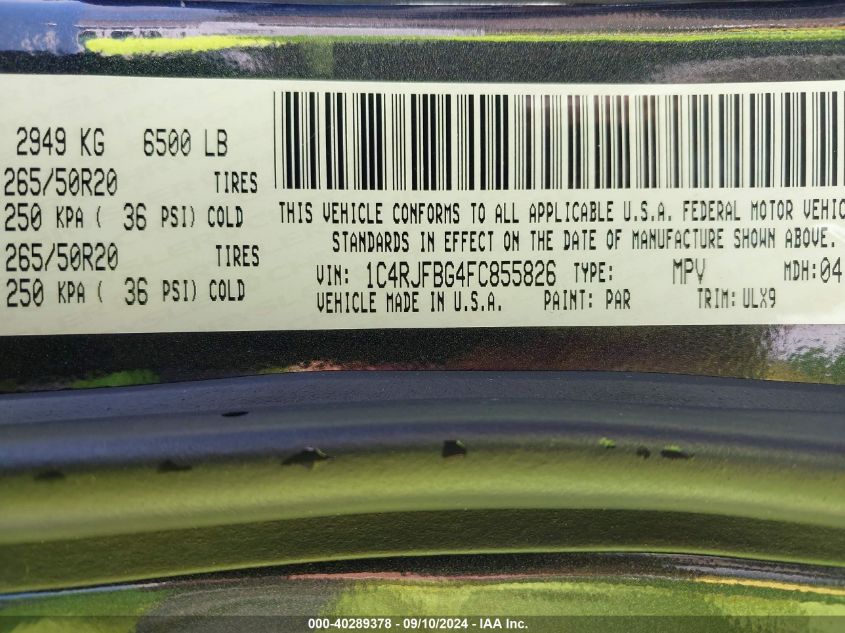 2949 KG 6500 LB
265/50R20 TIRES
250 KPA ( 36 PSI) COLD
265/50R20 TIRES
250 KPA ( 36 PSI) COLD
THIS VEHICLE CONFORMS TO ALL APPLICABLE U.S.A. FEDERAL MOTOR VEHIC
STANDARDS IN EFFECT ON THE DATE OF MANUFACTURE SHOWN ABOVE.
VIN: 1C4RJFBG4FC855826 TYPE: MPV MDH:04
VEHICLE MADE IN U.S.A. PAINT: PAR TRIM: ULX9
000-40289378 - 09/10/2024 - IAA Inc.